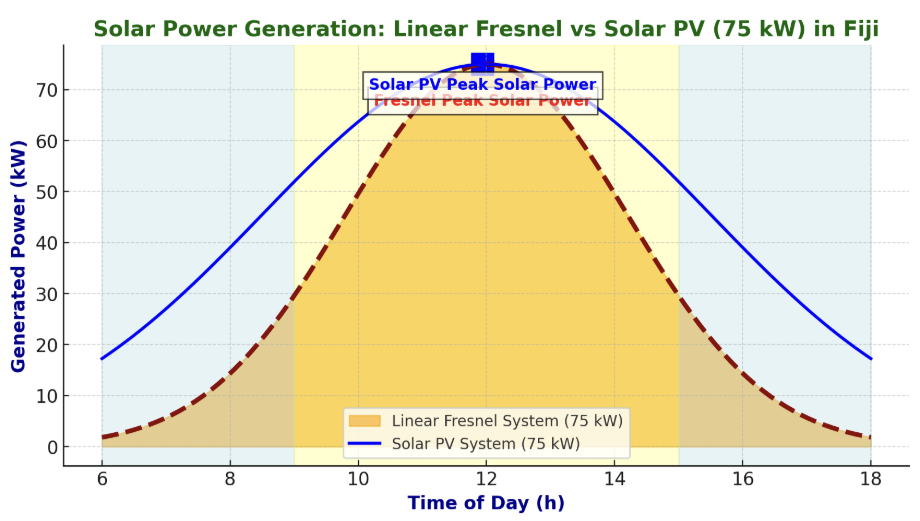 Solar Power Generation: Linear Fresnel vs Solar PV (75 kW) in Fiji
Generated Power (kW)
70
60
50
40
30
20
10
0
Solar PV Peak Solar Power
Fresnel Peak Solar Power
Linear Fresnel System (75 kW)
Solar PV System (75 kW)
6 8 10 12 14 16 18
Time of Day (h)